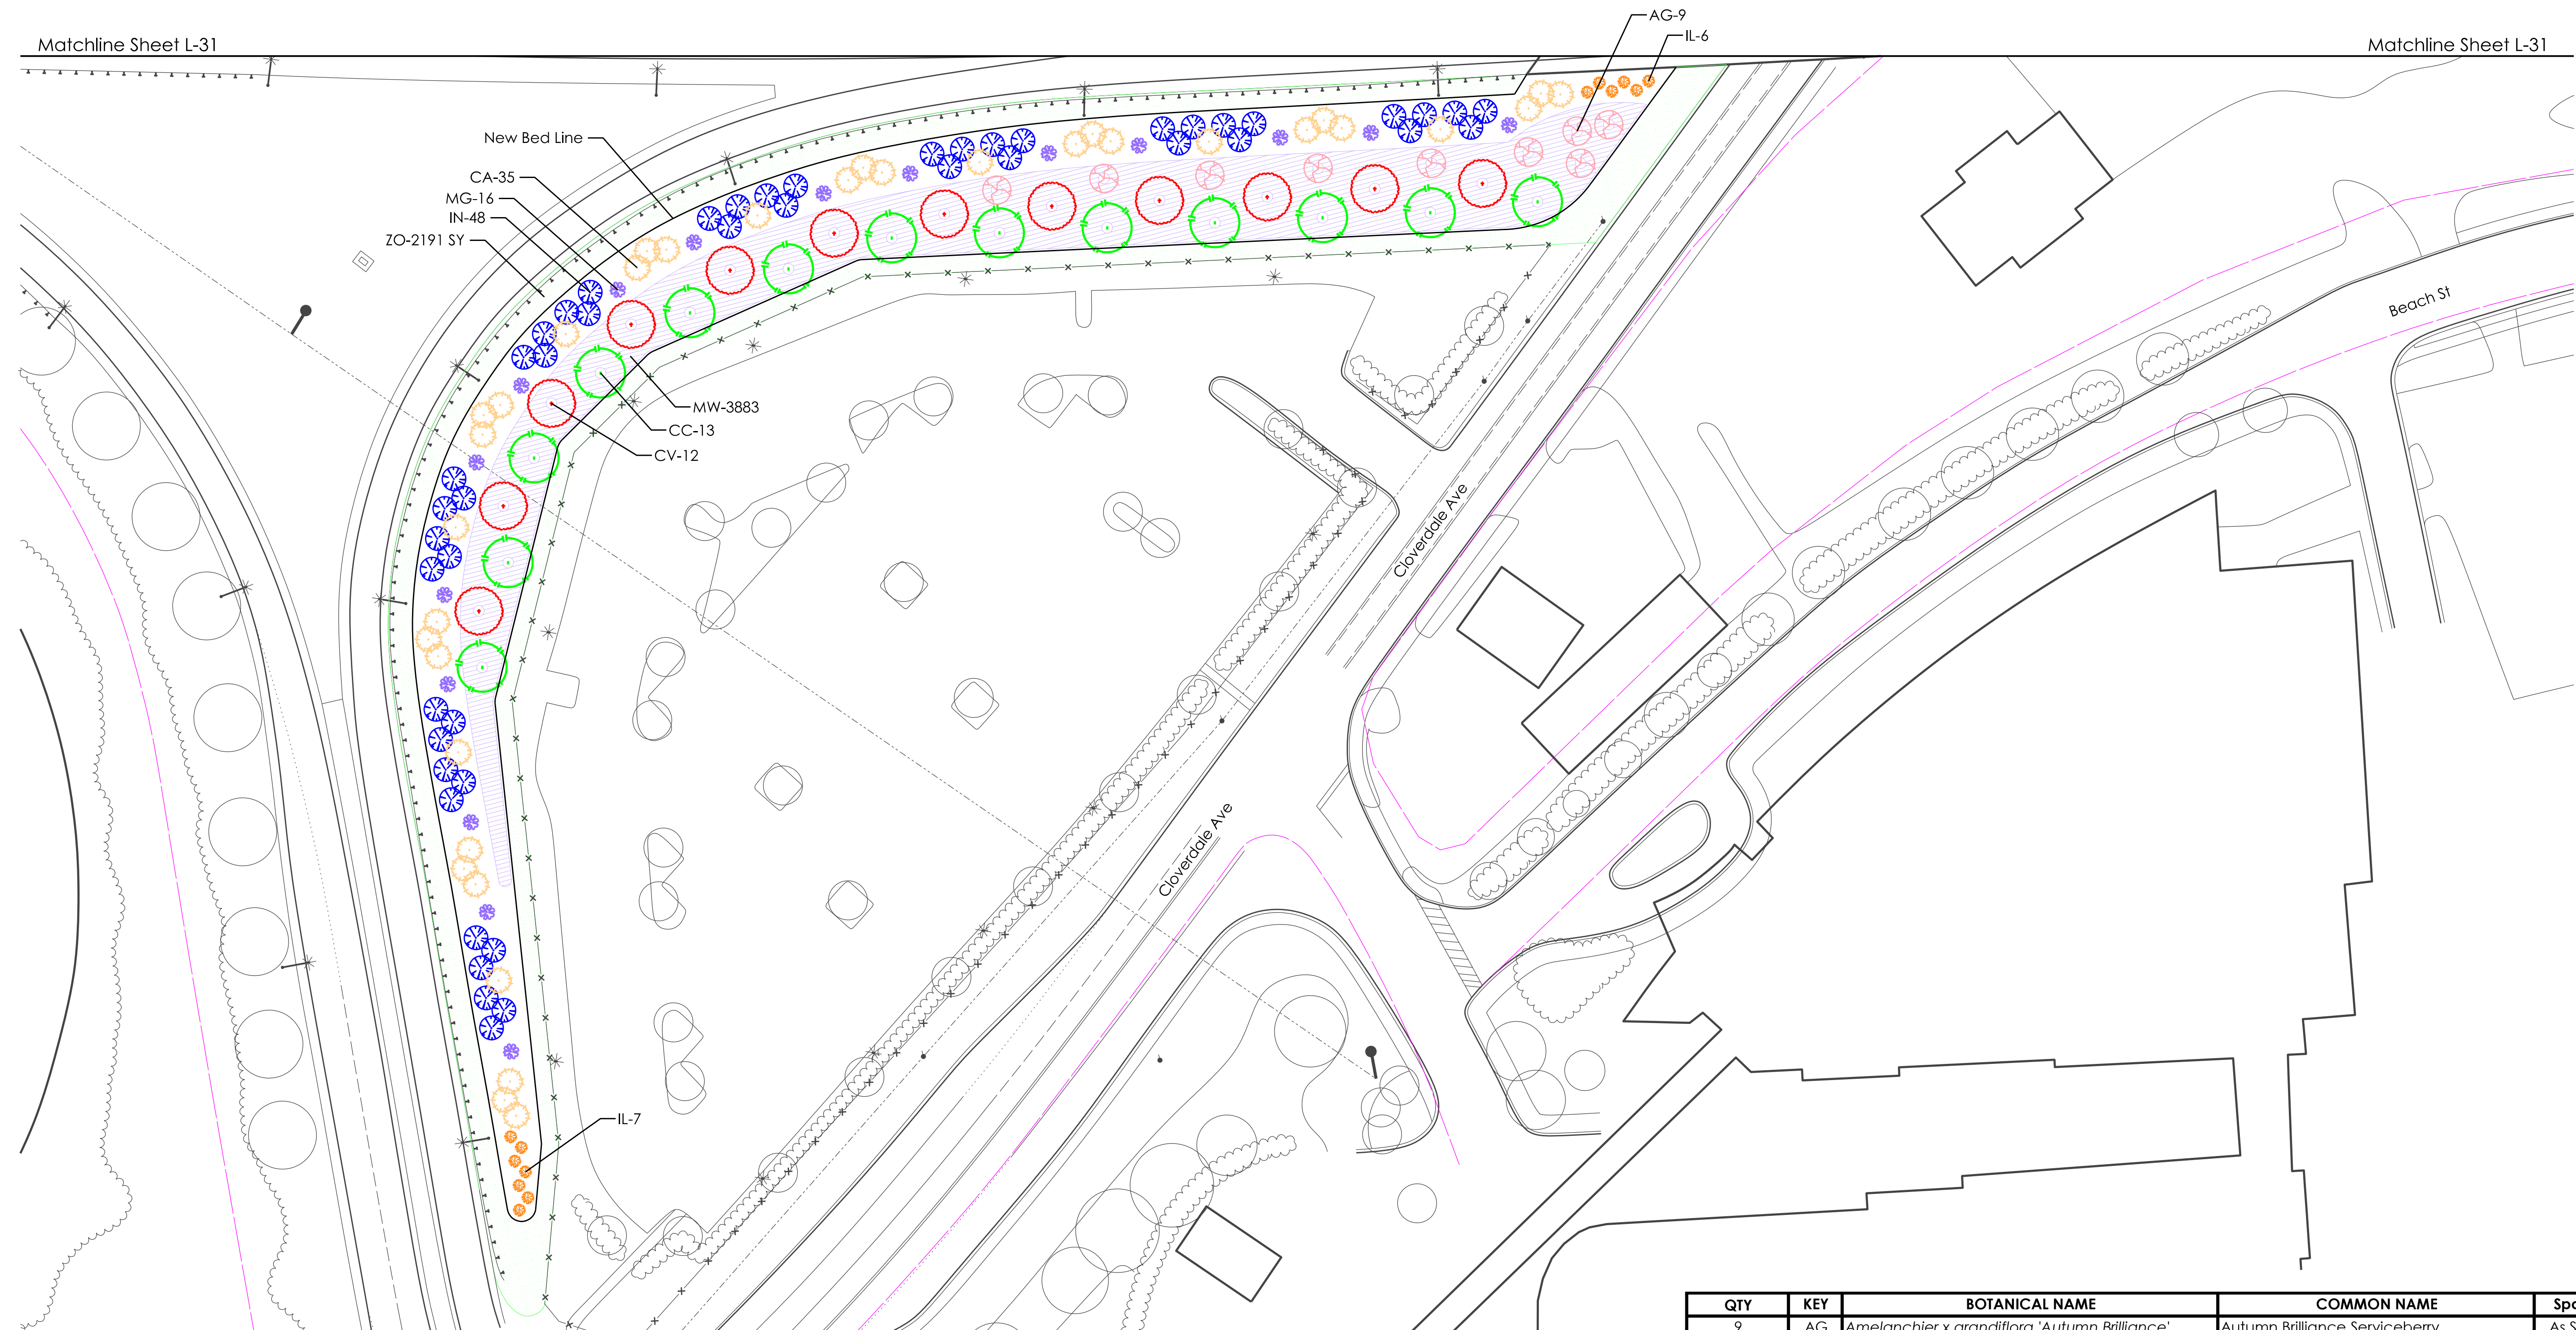 AG-9
IL-6
Matchline Sheet L-31
Matchline Sheet L-31
New Bed Line
CA-35
MG-16
IN-48
ZO-2191 SY
Beach St
MW-3883
CC-13
CV-12
Cloverdale Ave
Cloverdale Ave
IL-7
QTY KEY BOTANICAL NAME COMMON NAME Spa
9 AG Amelanchier x grandiflora 'Autumn Brilliance' Autumn Brilliance Serviceberry As S